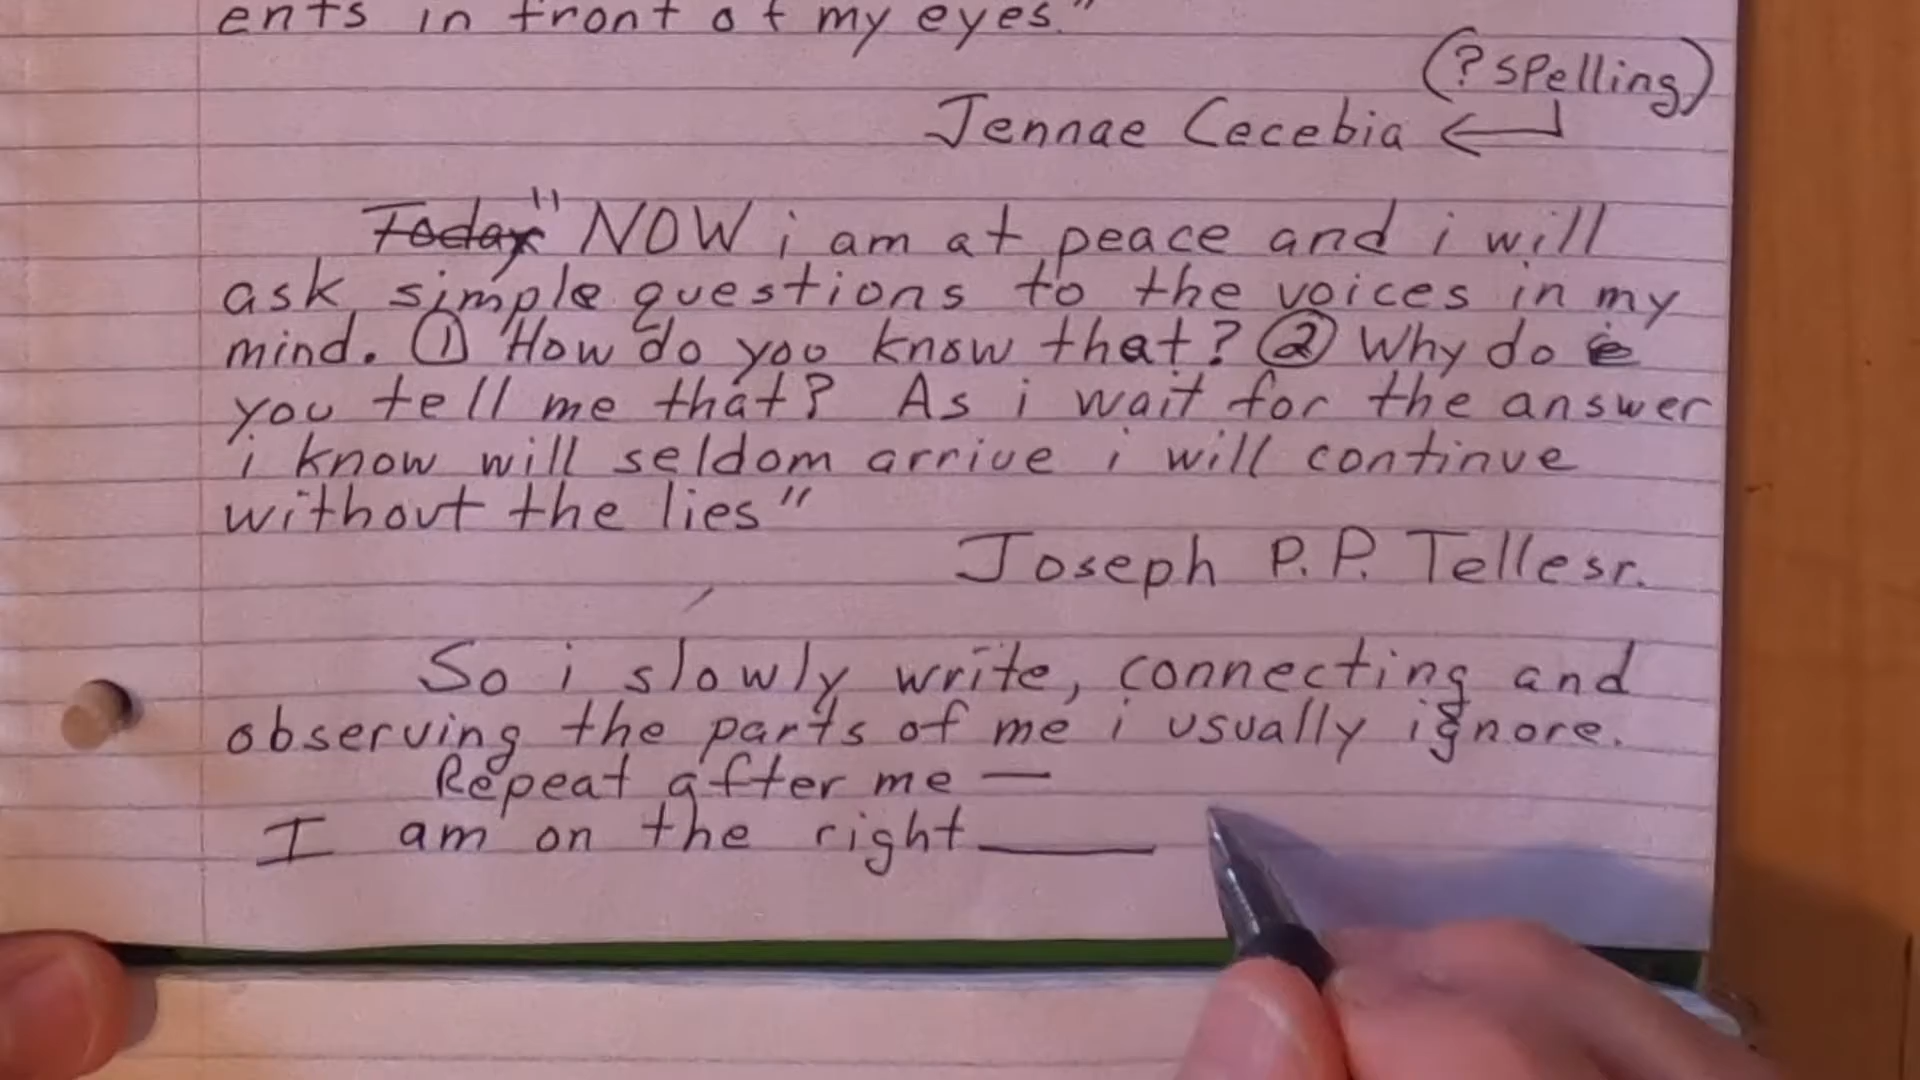 ents in front of my eyes."
(? spelling)
Jennae Cecebia
Today "NOW i am at peace and i will
ask simple questions to the voices in my
mind. ① How do you know that? ② Why do
you tell me that? As i wait for the answer
i know will seldom arrive i will continue
without the lies"
Joseph P.P. Tellesr.
So i slowly write, connecting and
observing the parts of me i usually ignore.
Repeat after me —
I am on the right ____